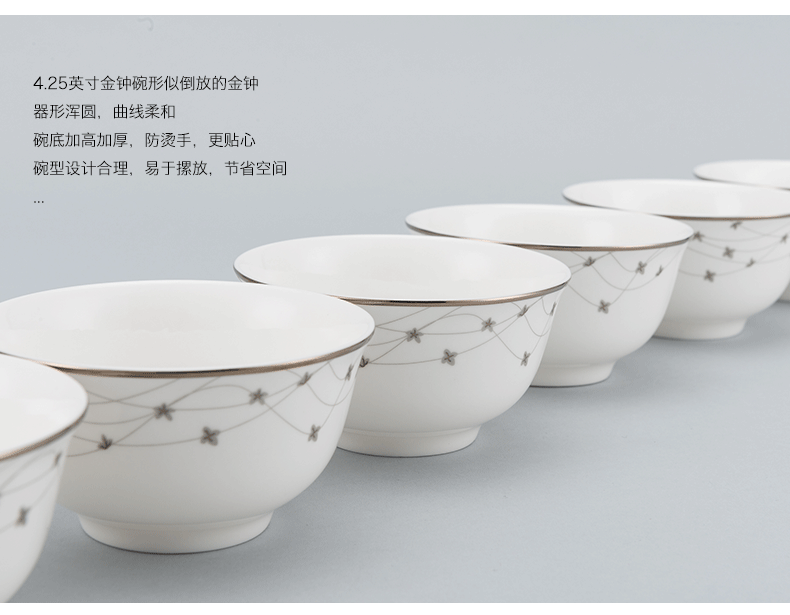 4.25英寸金钟碗形似倒放的金钟
器形浑圆，曲线柔和
碗底加高加厚，防烫手，更贴心
碗型设计合理，易于摞放，节省空间
...